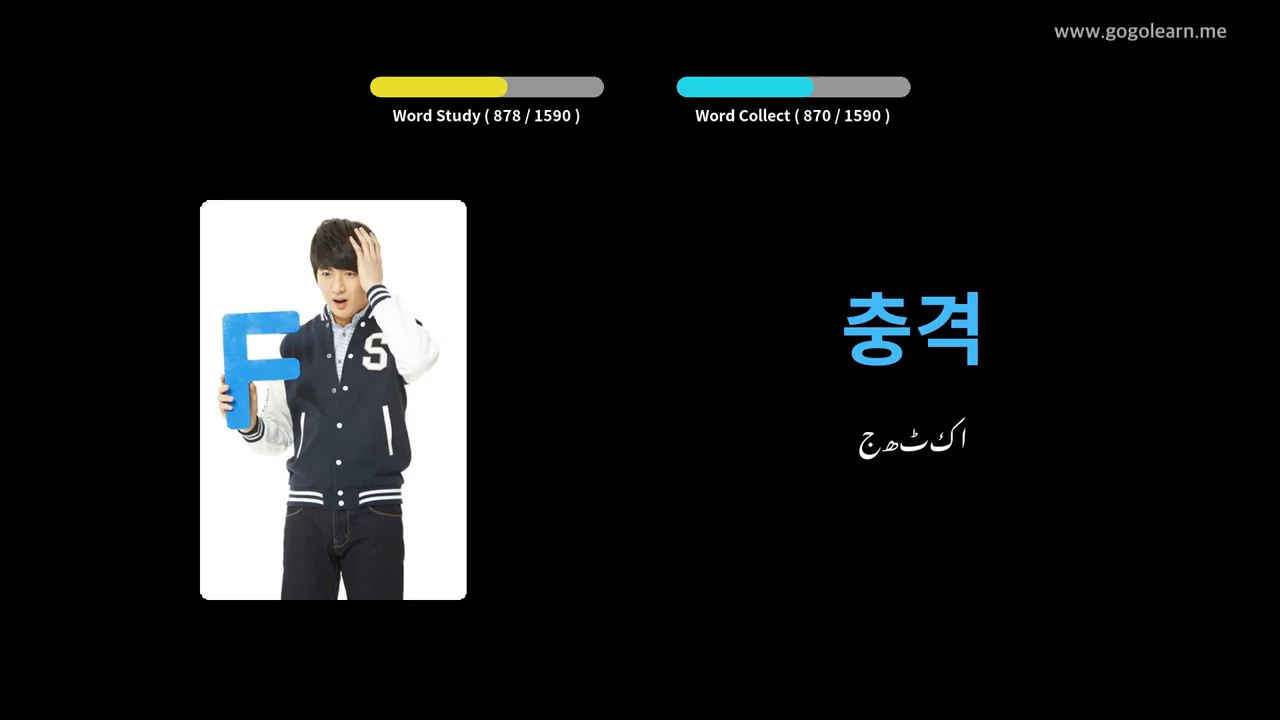 www.gogolearn.me
Word Study ( 878 / 1590 )
Word Collect ( 870 / 1590 )
F
S
충격
اکٹھج